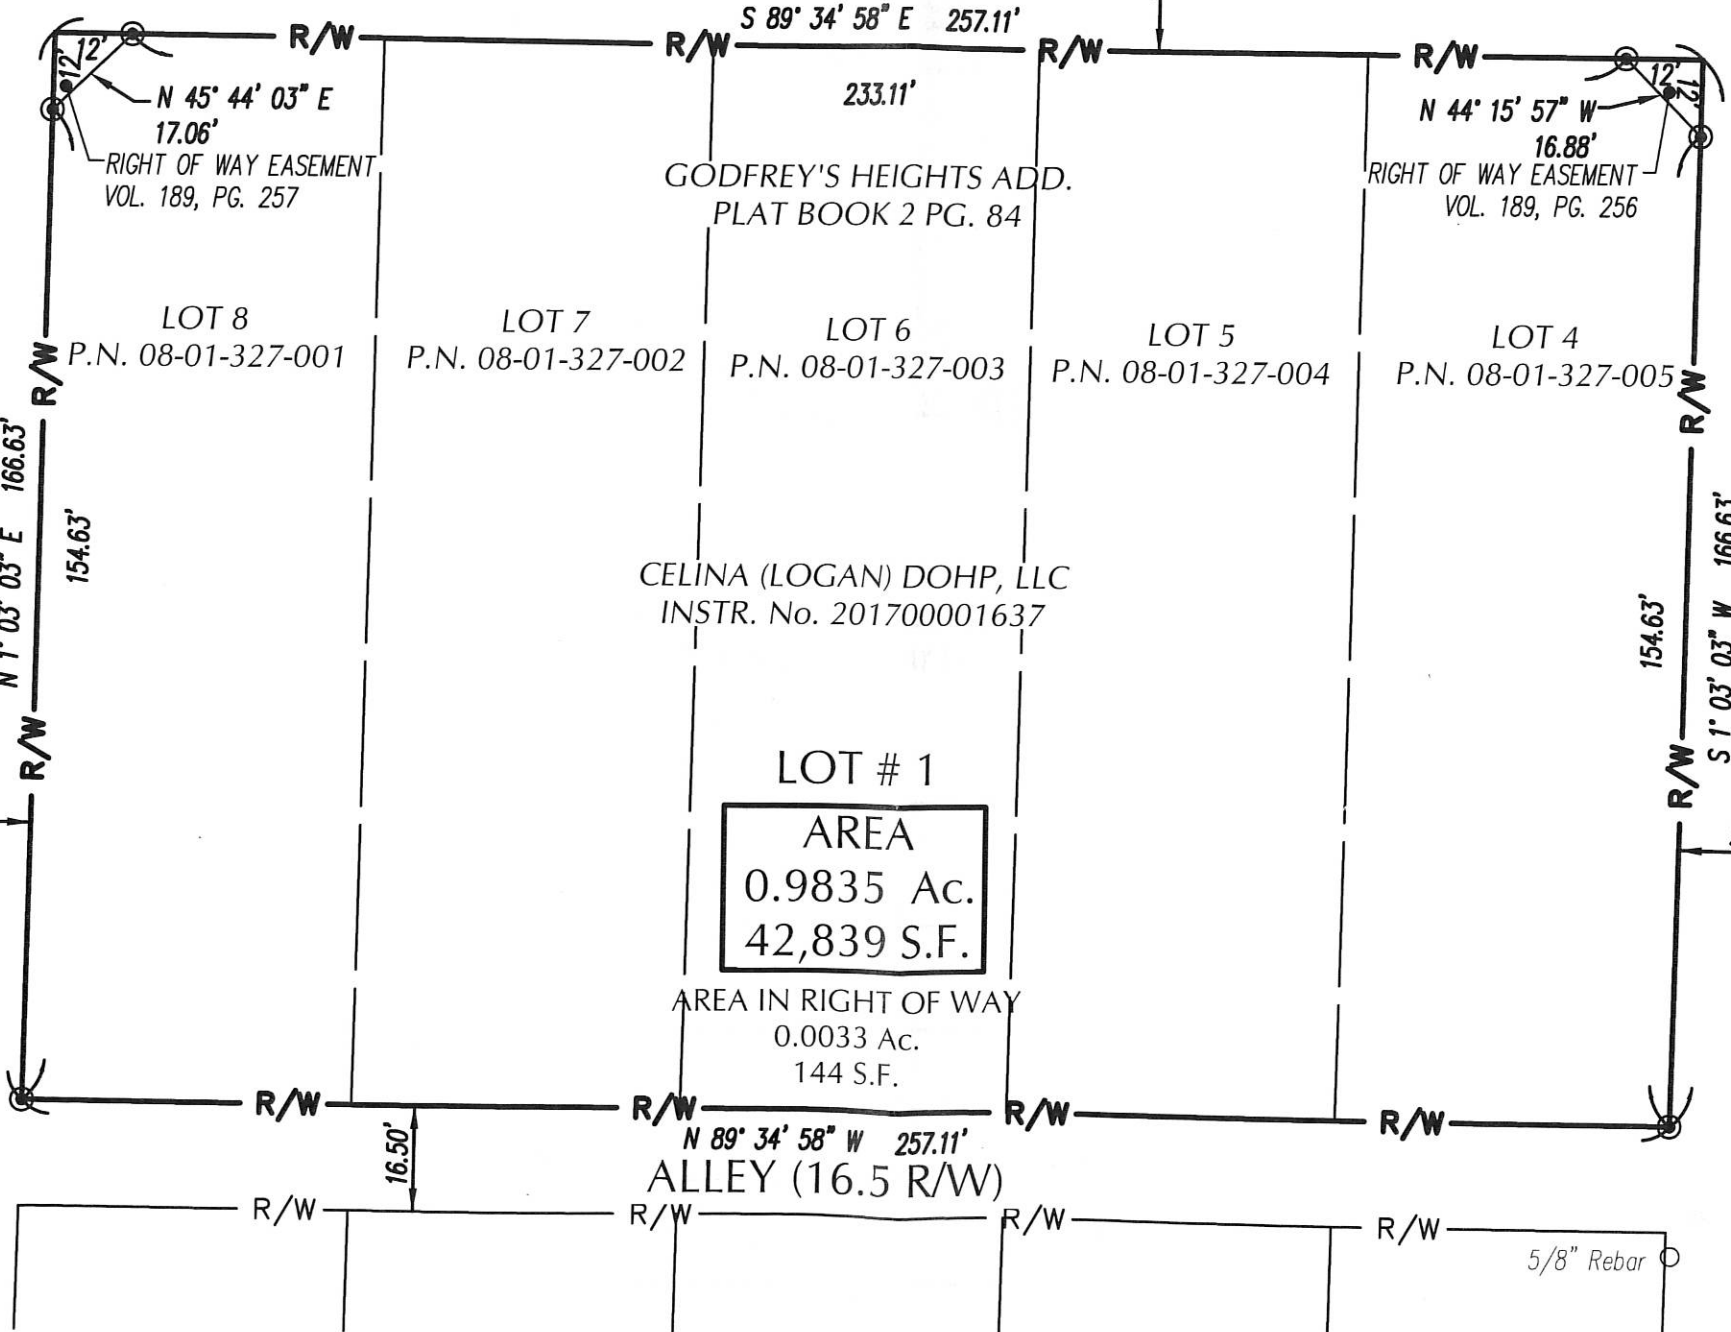 S 89° 34' 58" E 257.11'
R/W
R/W
R/W
R/W
12'
12'
N 45° 44' 03" E
17.06'
RIGHT OF WAY EASEMENT
VOL. 189, PG. 257
233.11'
12'
12'
N 44° 15' 57" W
16.88'
RIGHT OF WAY EASEMENT
VOL. 189, PG. 256
GODFREY'S HEIGHTS ADD.
PLAT BOOK 2 PG. 84
LOT 8
P.N. 08-01-327-001
LOT 7
P.N. 08-01-327-002
LOT 6
P.N. 08-01-327-003
LOT 5
P.N. 08-01-327-004
LOT 4
P.N. 08-01-327-005
R/W
R/W
N 1° 03' 03" E 166.63'
154.63'
CELINA (LOGAN) DOHP, LLC
INSTR. No. 201700001637
154.63'
S 1° 03' 03" W 166.63'
R/W
R/W
LOT # 1
AREA
0.9835 Ac.
42,839 S.F.
AREA IN RIGHT OF WAY
0.0033 Ac.
144 S.F.
R/W
R/W
R/W
R/W
16.50'
N 89° 34' 58" W 257.11'
ALLEY (16.5 R/W)
R/W
R/W
R/W
R/W
5/8" Rebar